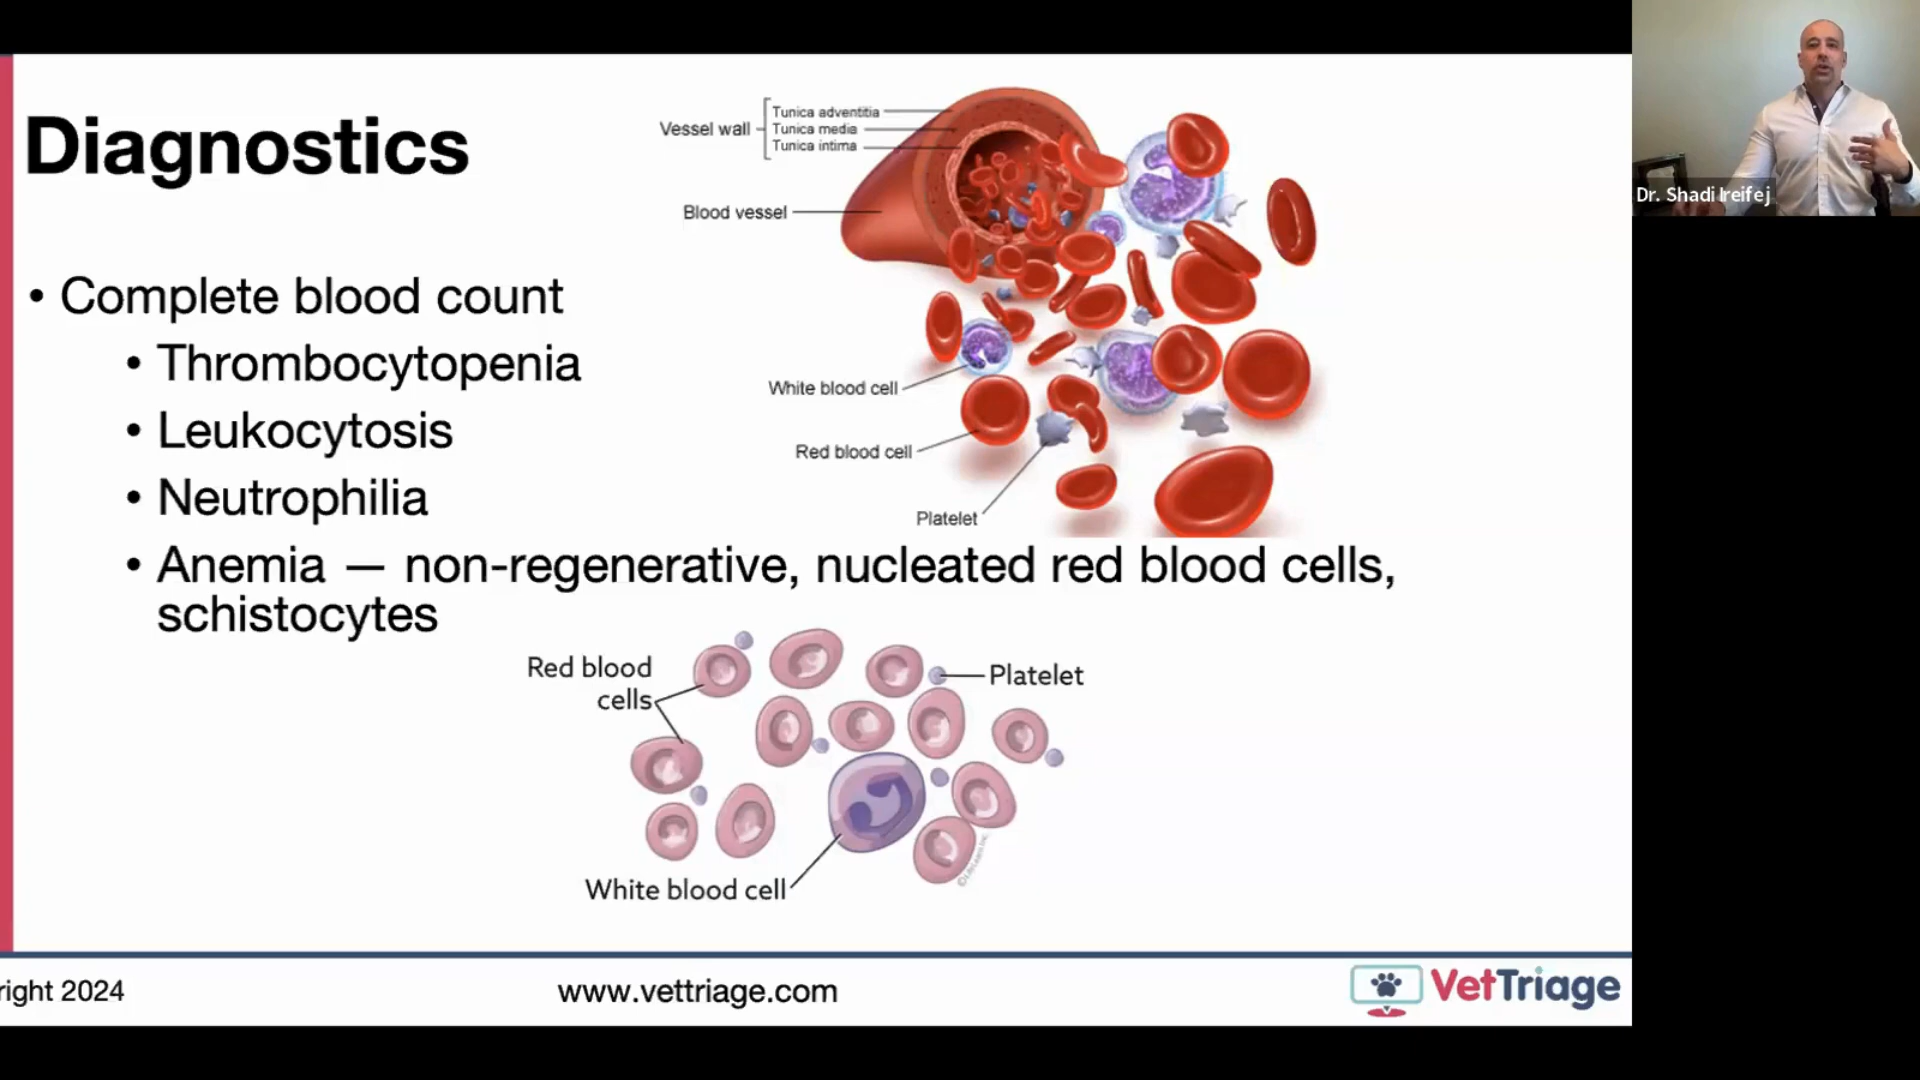 Diagnostics
Vessel wall
Tunica adventitia
Tunica media
Tunica intima
Blood vessel
White blood cell
Red blood cell
Platelet
• Complete blood count
• Thrombocytopenia
• Leukocytosis
• Neutrophilia
• Anemia — non-regenerative, nucleated red blood cells,
schistocytes
Red blood
cells
Platelet
White blood cell
right 2024
www.vettriage.com
VetTriage
Dr. Shadi Ireifej